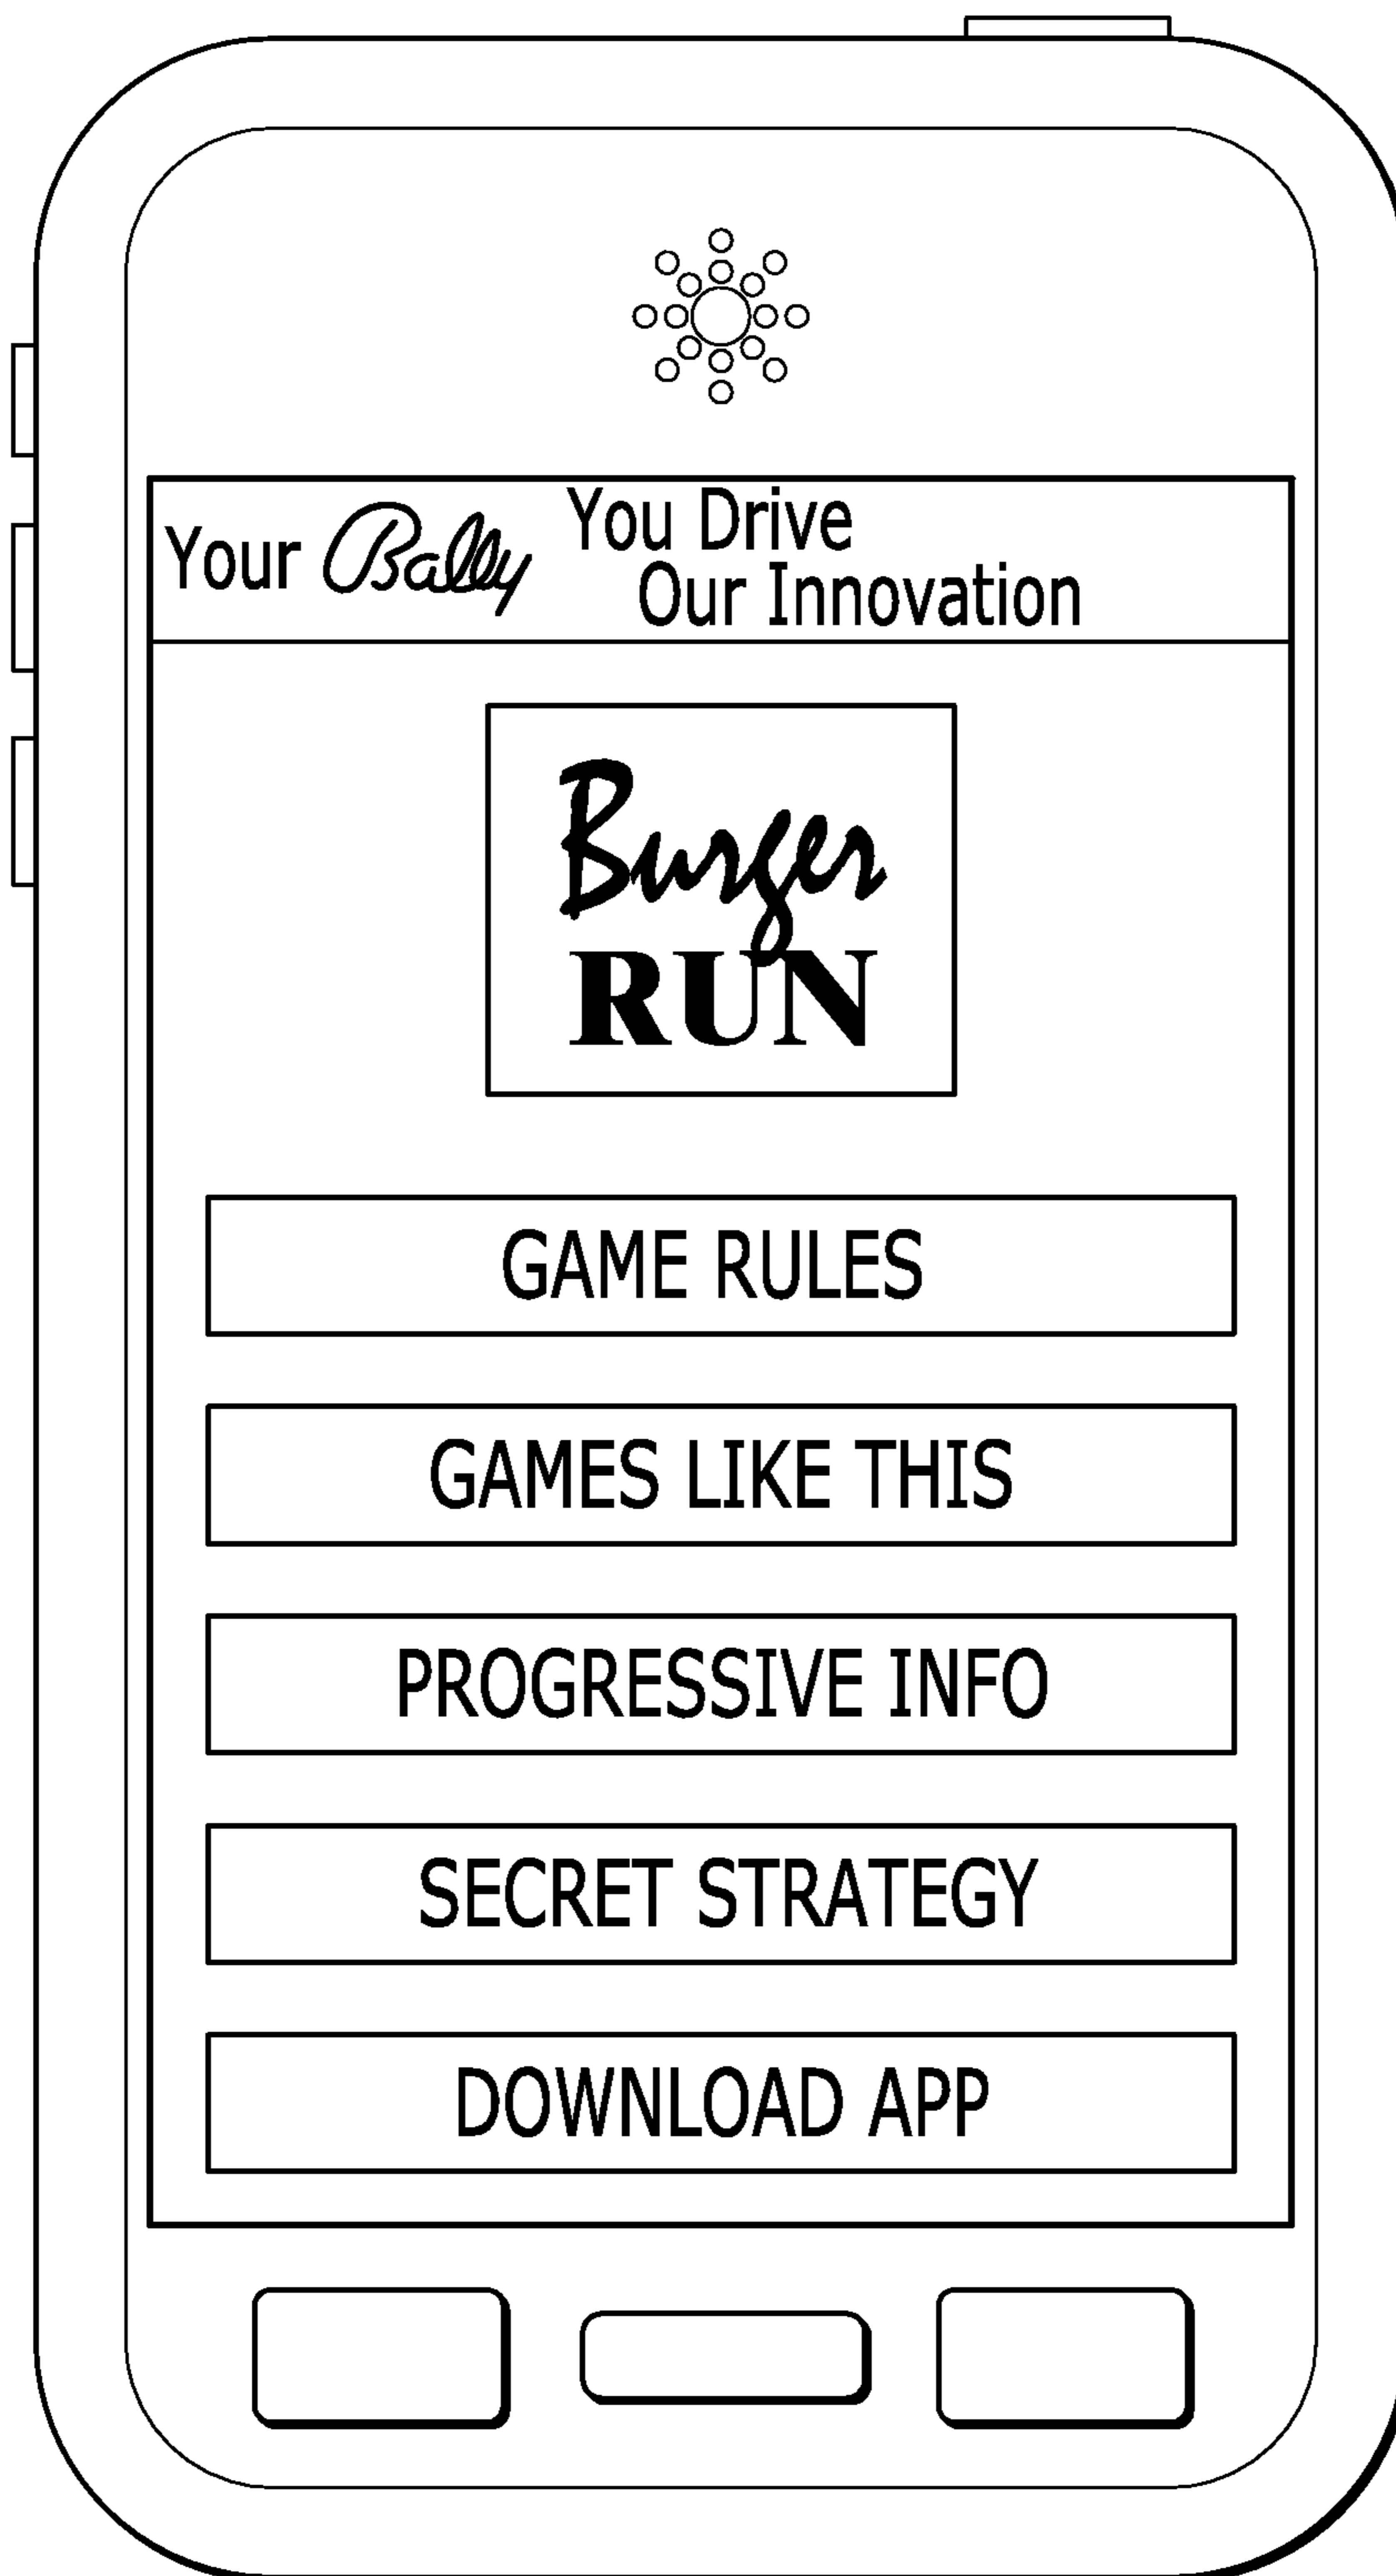 Your Bally You Drive
Our Innovation
Burger
RUN
GAME RULES
GAMES LIKE THIS
PROGRESSIVE INFO
SECRET STRATEGY
DOWNLOAD APP